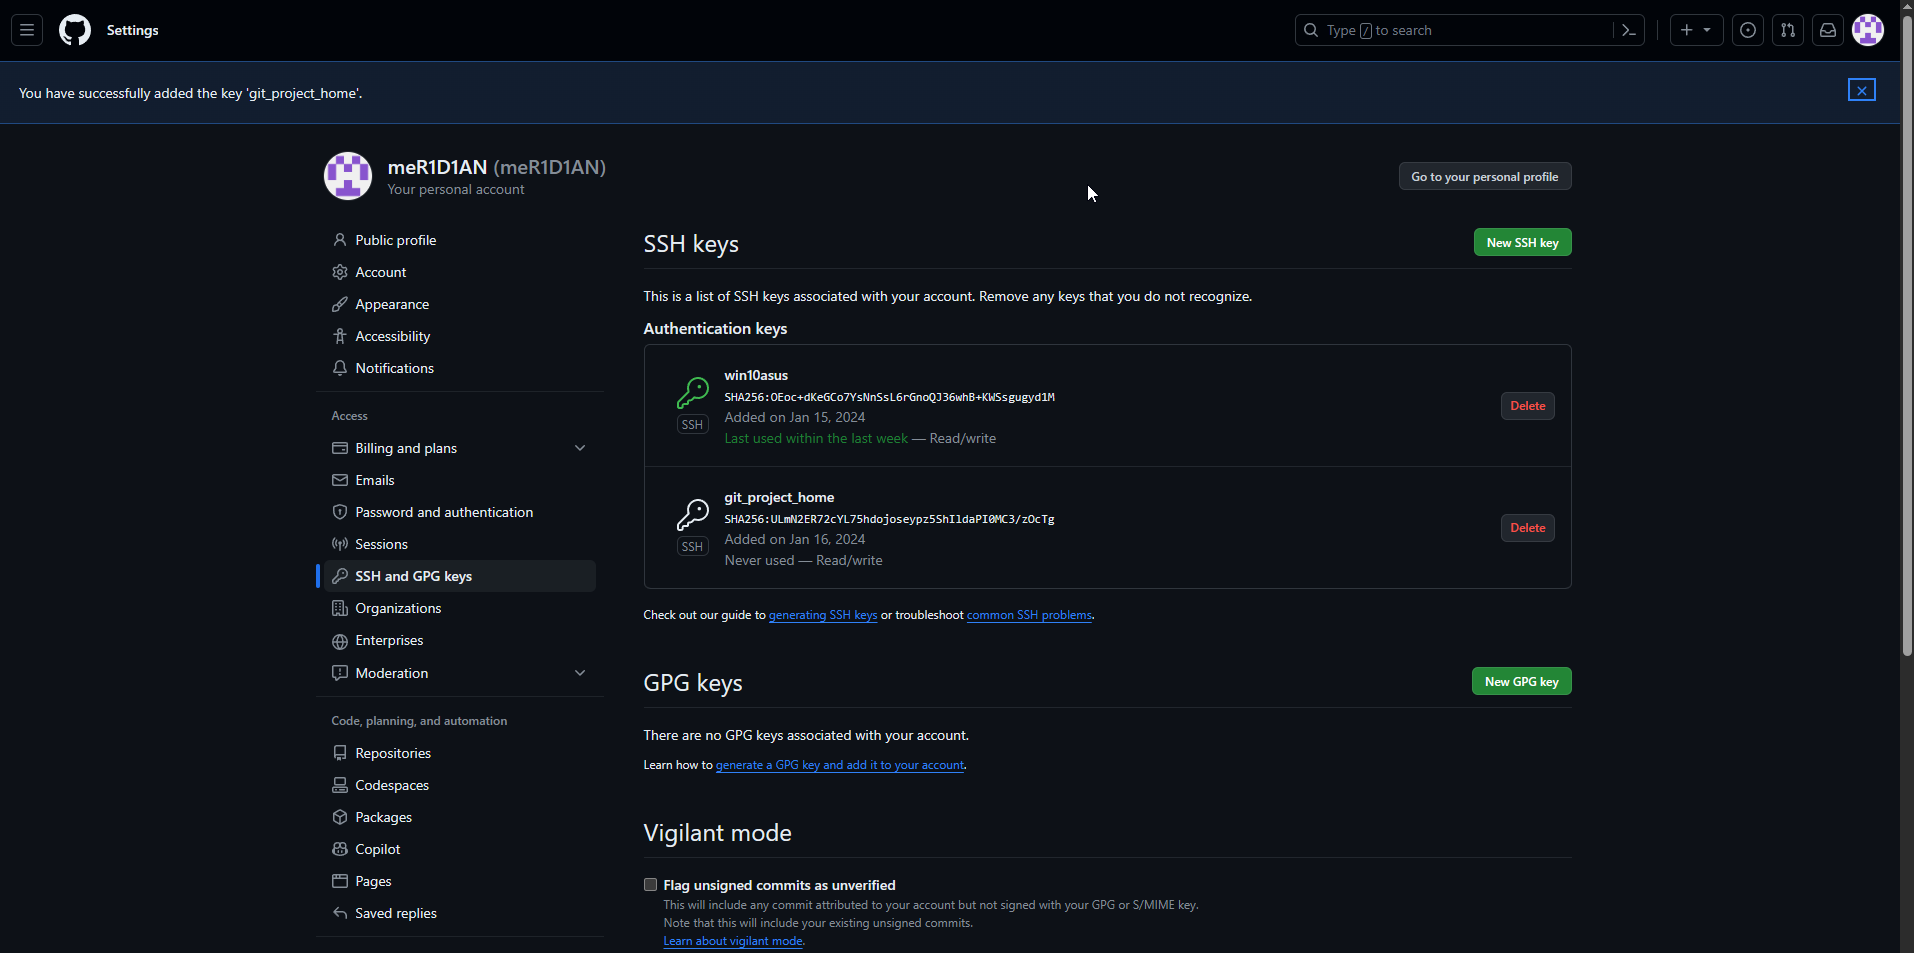 Settings
Type / to search
You have successfully added the key 'git_project_home'.
meR1D1AN (meR1D1AN)
Your personal account
Go to your personal profile
Public profile
Account
Appearance
Accessibility
Notifications
Access
Billing and plans
Emails
Password and authentication
Sessions
SSH and GPG keys
Organizations
Enterprises
Moderation
Code, planning, and automation
Repositories
Codespaces
Packages
Copilot
Pages
Saved replies
SSH keys
New SSH key
This is a list of SSH keys associated with your account. Remove any keys that you do not recognize.
Authentication keys
win10asus
SHA256:OEoc+dKeGCo7YsNnSsL6rGnoQJ36whB+KWSsgugyd1M
Added on Jan 15, 2024
Last used within the last week — Read/write
SSH
Delete
git_project_home
SHA256:ULmN2ER72cYL75hdojoseypz5ShIldaPI0MC3/zOcTg
Added on Jan 16, 2024
Never used — Read/write
SSH
Delete
Check out our guide to generating SSH keys or troubleshoot common SSH problems.
GPG keys
New GPG key
There are no GPG keys associated with your account.
Learn how to generate a GPG key and add it to your account.
Vigilant mode
Flag unsigned commits as unverified
This will include any commit attributed to your account but not signed with your GPG or S/MIME key.
Note that this will include your existing unsigned commits.
Learn about vigilant mode.